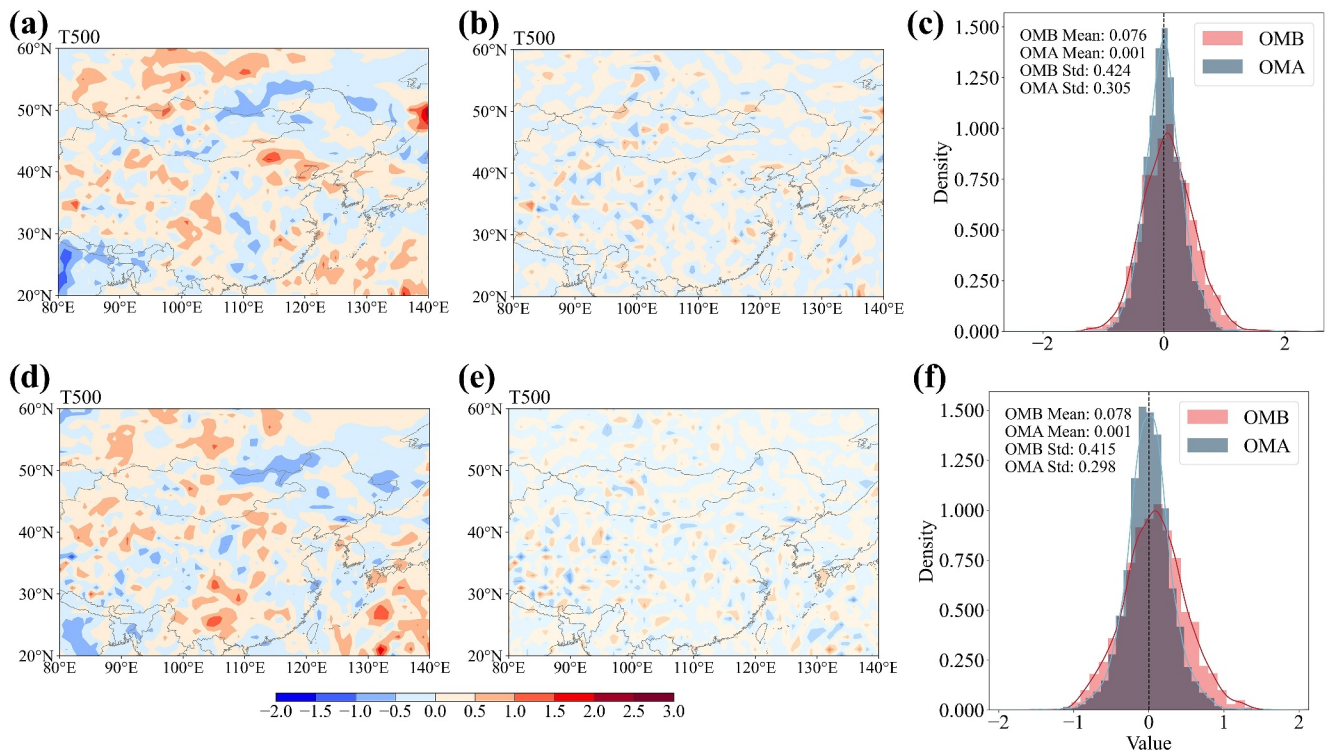 (a)
T500
60°N
50°N
40°N
30°N
20°N
80°E 90°E 100°E 110°E 120°E 130°E 140°E
(b)
T500
60°N
50°N
40°N
30°N
20°N
80°E 90°E 100°E 110°E 120°E 130°E 140°E
(c)
OMB Mean: 0.076
OMA Mean: 0.001
OMB Std: 0.424
OMA Std: 0.305
OMB
OMA
Density
1.500
1.250
1.000
0.750
0.500
0.250
0.000
−2 0 2
(d)
T500
60°N
50°N
40°N
30°N
20°N
80°E 90°E 100°E 110°E 120°E 130°E 140°E
(e)
T500
60°N
50°N
40°N
30°N
20°N
80°E 90°E 100°E 110°E 120°E 130°E 140°E
(f)
OMB Mean: 0.078
OMA Mean: 0.001
OMB Std: 0.415
OMA Std: 0.298
OMB
OMA
Density
1.500
1.250
1.000
0.750
0.500
0.250
0.000
−2 −1 0 1 2
Value
−2.0 −1.5 −1.0 −0.5 0.0 0.5 1.0 1.5 2.0 2.5 3.0